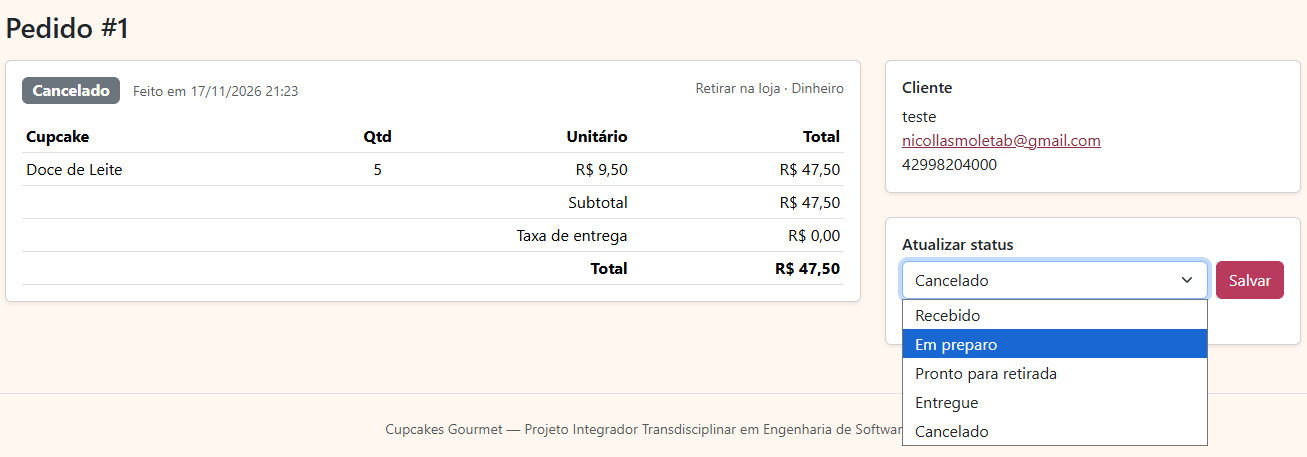 Pedido #1
Cancelado Feito em 17/11/2026 21:23 Retirar na loja · Dinheiro
Cupcake Qtd Unitário Total
Doce de Leite 5 R$ 9,50 R$ 47,50
Subtotal R$ 47,50
Taxa de entrega R$ 0,00
Total R$ 47,50
Cliente
teste
nicollasmoletab@gmail.com
42998204000
Atualizar status
Cancelado Salvar
Recebido
Em preparo
Pronto para retirada
Entregue
Cancelado
Cupcakes Gourmet — Projeto Integrador Transdisciplinar em Engenharia de